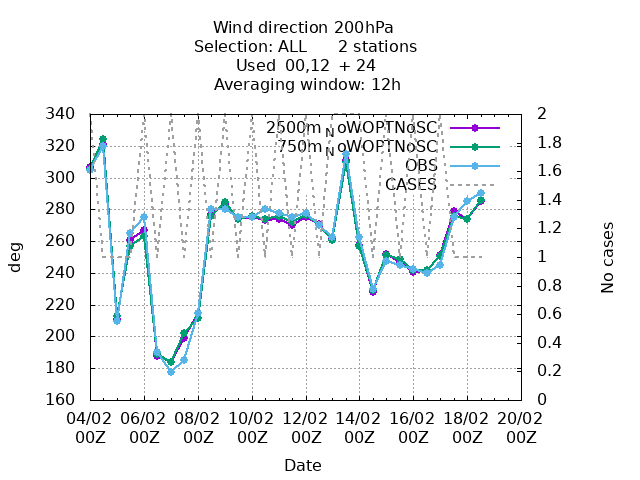 Wind direction 200hPa
Selection: ALL 2 stations
Used 00,12 + 24
Averaging window: 12h
340
320
300
280
260
240
220
200
180
160
deg
2
1.8
1.6
1.4
1.2
1
0.8
0.6
0.4
0.2
0
No cases
2500m NoWOPTNoSC
750m NoWOPTNoSC
OBS
CASES
04/02 06/02 08/02 10/02 12/02 14/02 16/02 18/02 20/02
00Z 00Z 00Z 00Z 00Z 00Z 00Z 00Z 00Z
Date